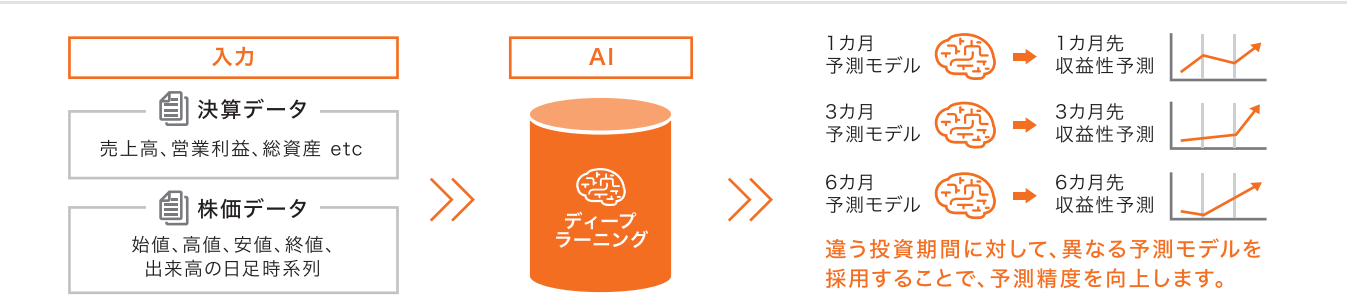 入力
決算データ
売上高、営業利益、総資産 etc
株価データ
始値、高値、安値、終値、
出来高の日足時系列
AI
ディープ
ラーニング
1カ月
予測モデル
1カ月先
収益性予測
3カ月
予測モデル
3カ月先
収益性予測
6カ月
予測モデル
6カ月先
収益性予測
違う投資期間に対して、異なる予測モデルを
採用することで、予測精度を向上します。